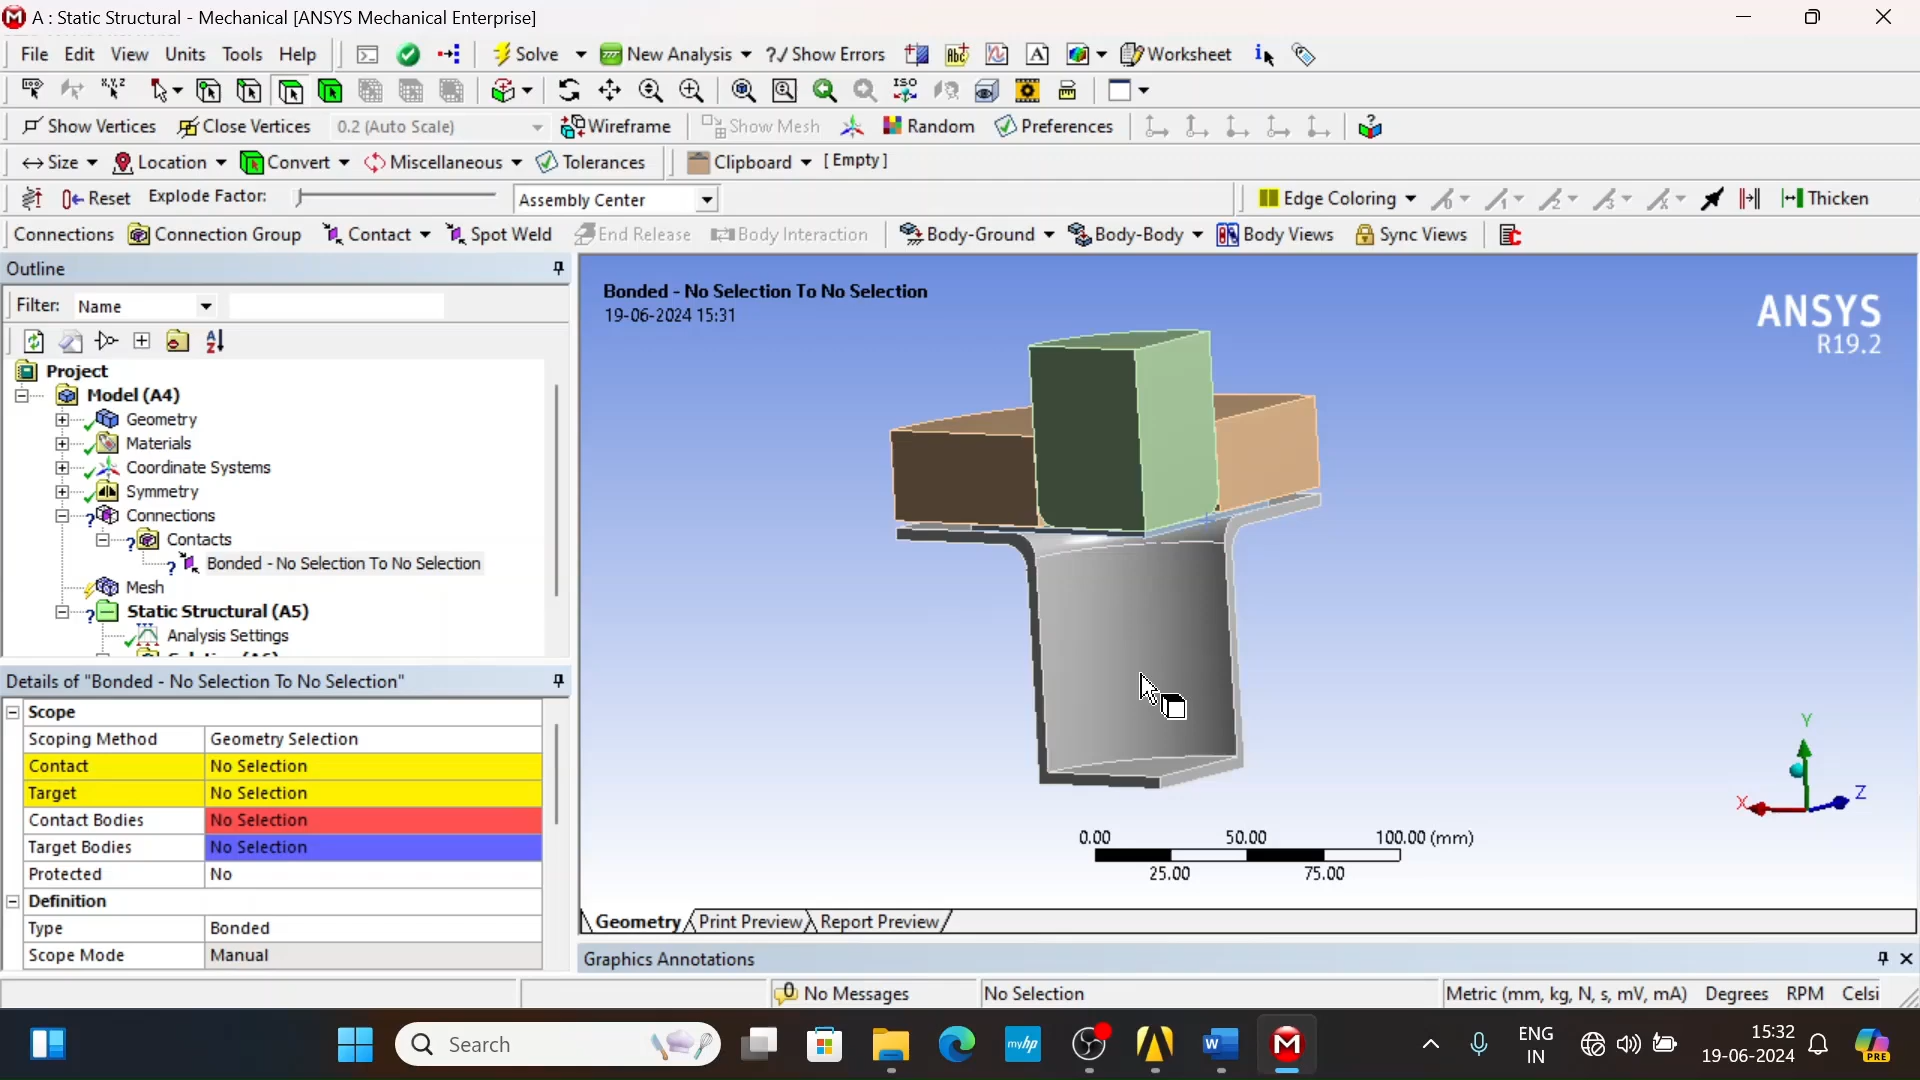 A : Static Structural - Mechanical [ANSYS Mechanical Enterprise]
File Edit View Units Tools Help Solve New Analysis ?√ Show Errors Worksheet
Show Vertices Close Vertices 0.2 (Auto Scale) Wireframe Show Mesh Random Preferences
Size Location Convert Miscellaneous Tolerances Clipboard [ Empty ]
Reset Explode Factor: Assembly Center Edge Coloring Thicken
Connections Connection Group Contact Spot Weld End Release Body Interaction Body-Ground Body-Body Body Views Sync Views
Outline
Filter: Name
Project
Model (A4)
Geometry
Materials
Coordinate Systems
Symmetry
Connections
Contacts
Bonded - No Selection To No Selection
Mesh
Static Structural (A5)
Analysis Settings
Details of "Bonded - No Selection To No Selection"
Scope
Scoping Method Geometry Selection
Contact No Selection
Target No Selection
Contact Bodies No Selection
Target Bodies No Selection
Protected No
Definition
Type Bonded
Scope Mode Manual
Bonded - No Selection To No Selection
19-06-2024 15:31
ANSYS
R19.2
Y
X
Z
0.00 50.00 100.00 (mm)
25.00 75.00
Geometry Print Preview Report Preview
Graphics Annotations
0 No Messages No Selection Metric (mm, kg, N, s, mV, mA) Degrees RPM Celsi
Search
myhp
ENG
IN
15:32
19-06-2024
PRE